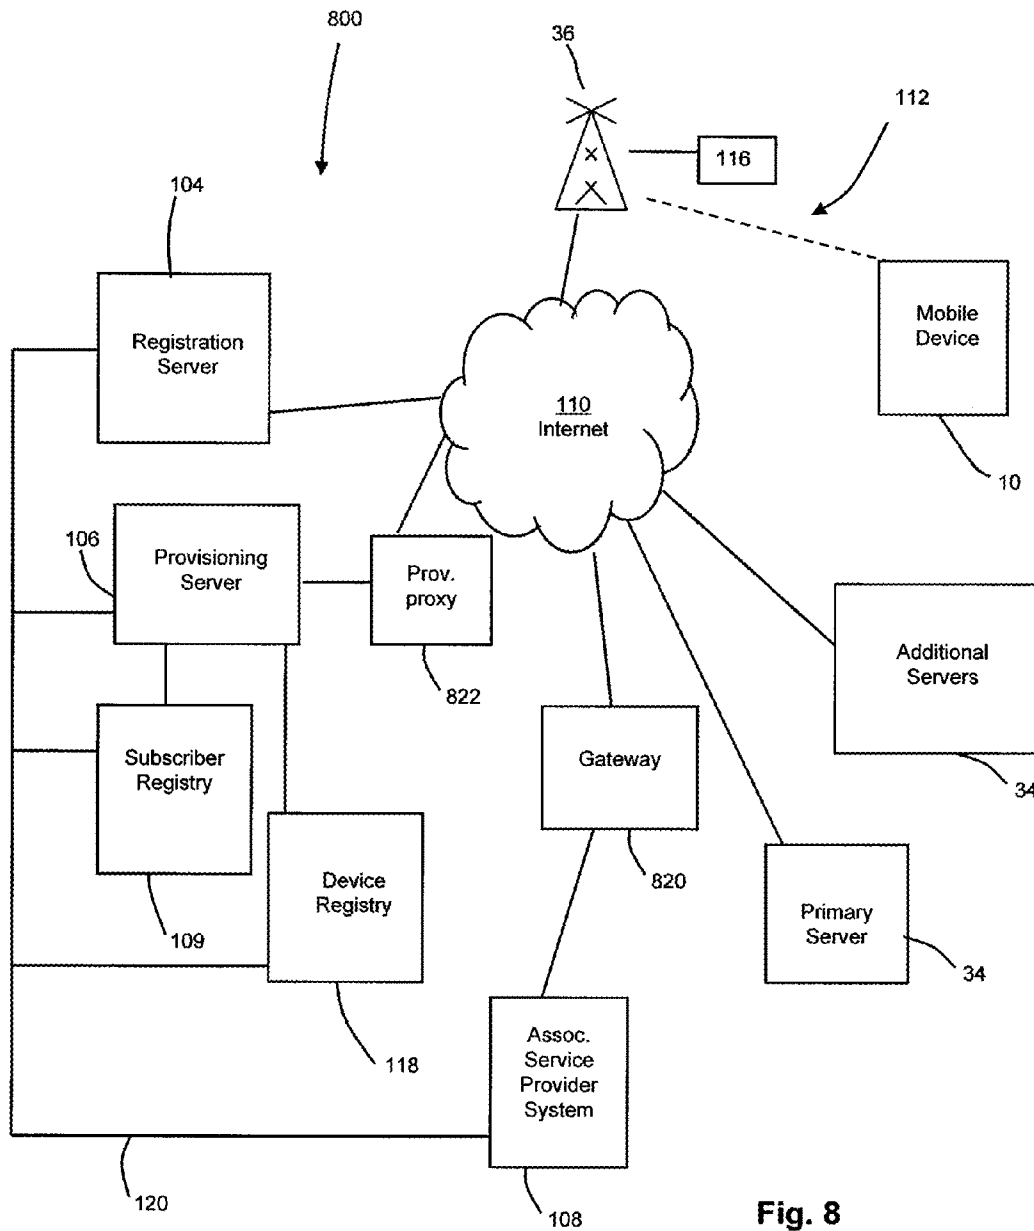 800
36
112
116
104
Mobile
Device
Registration
Server
110
Internet
10
106
Provisioning
Server
Prov.
proxy
822
Additional
Servers
34
Subscriber
Registry
Gateway
820
109
Device
Registry
Primary
Server
34
118
Assoc.
Service
Provider
System
120
108
Fig. 8